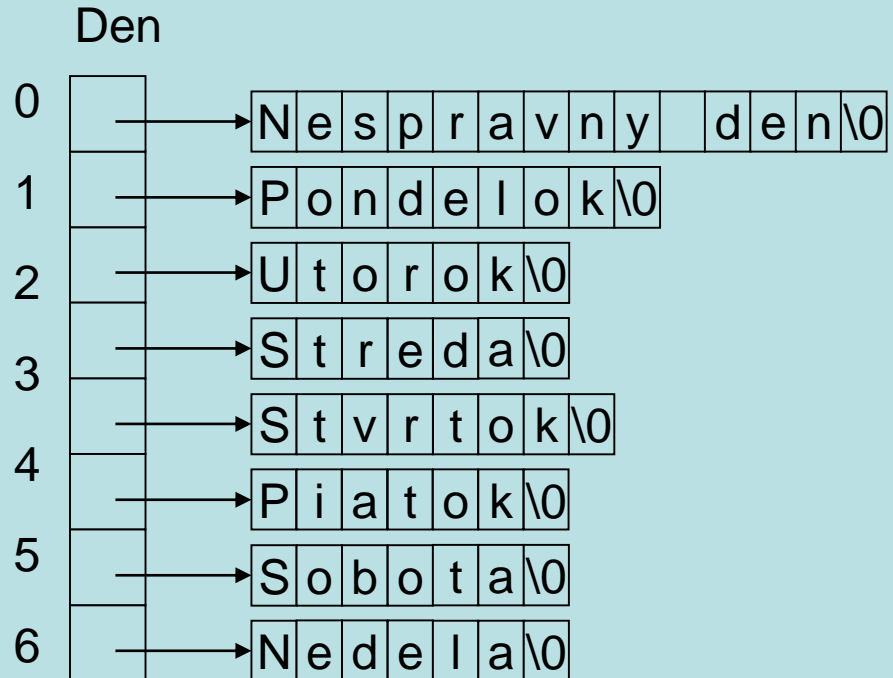 Den
0 Nespravny den\0
1 Pondelok\0
2 Utorok\0
Streda\0
3
Stvrtok\0
4
Piatok\0
5
Sobota\0
6 Nedela\0